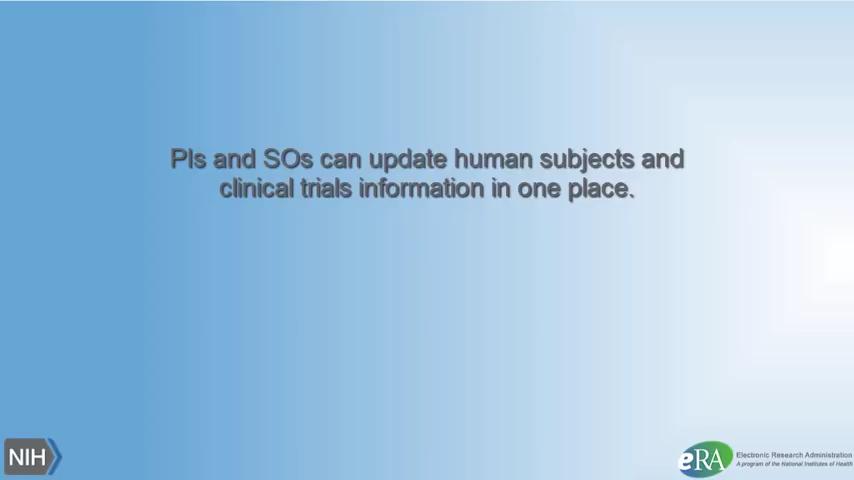 PIs and SOs can update human subjects and
clinical trials information in one place.
NIH
eRA
Electronic Research Administration
A program of the National Institutes of Health